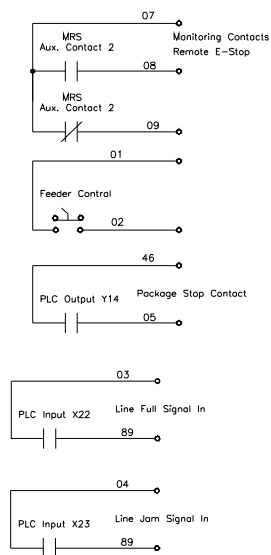 07
MRS
Aux. Contact 2
Monitoring Contacts
Remote E-Stop
08
MRS
Aux. Contact 2
09
01
Feeder Control
02
46
PLC Output Y14
Package Stop Contact
05
03
PLC Input X22
Line Full Signal In
89
04
PLC Input X23
Line Jam Signal In
89